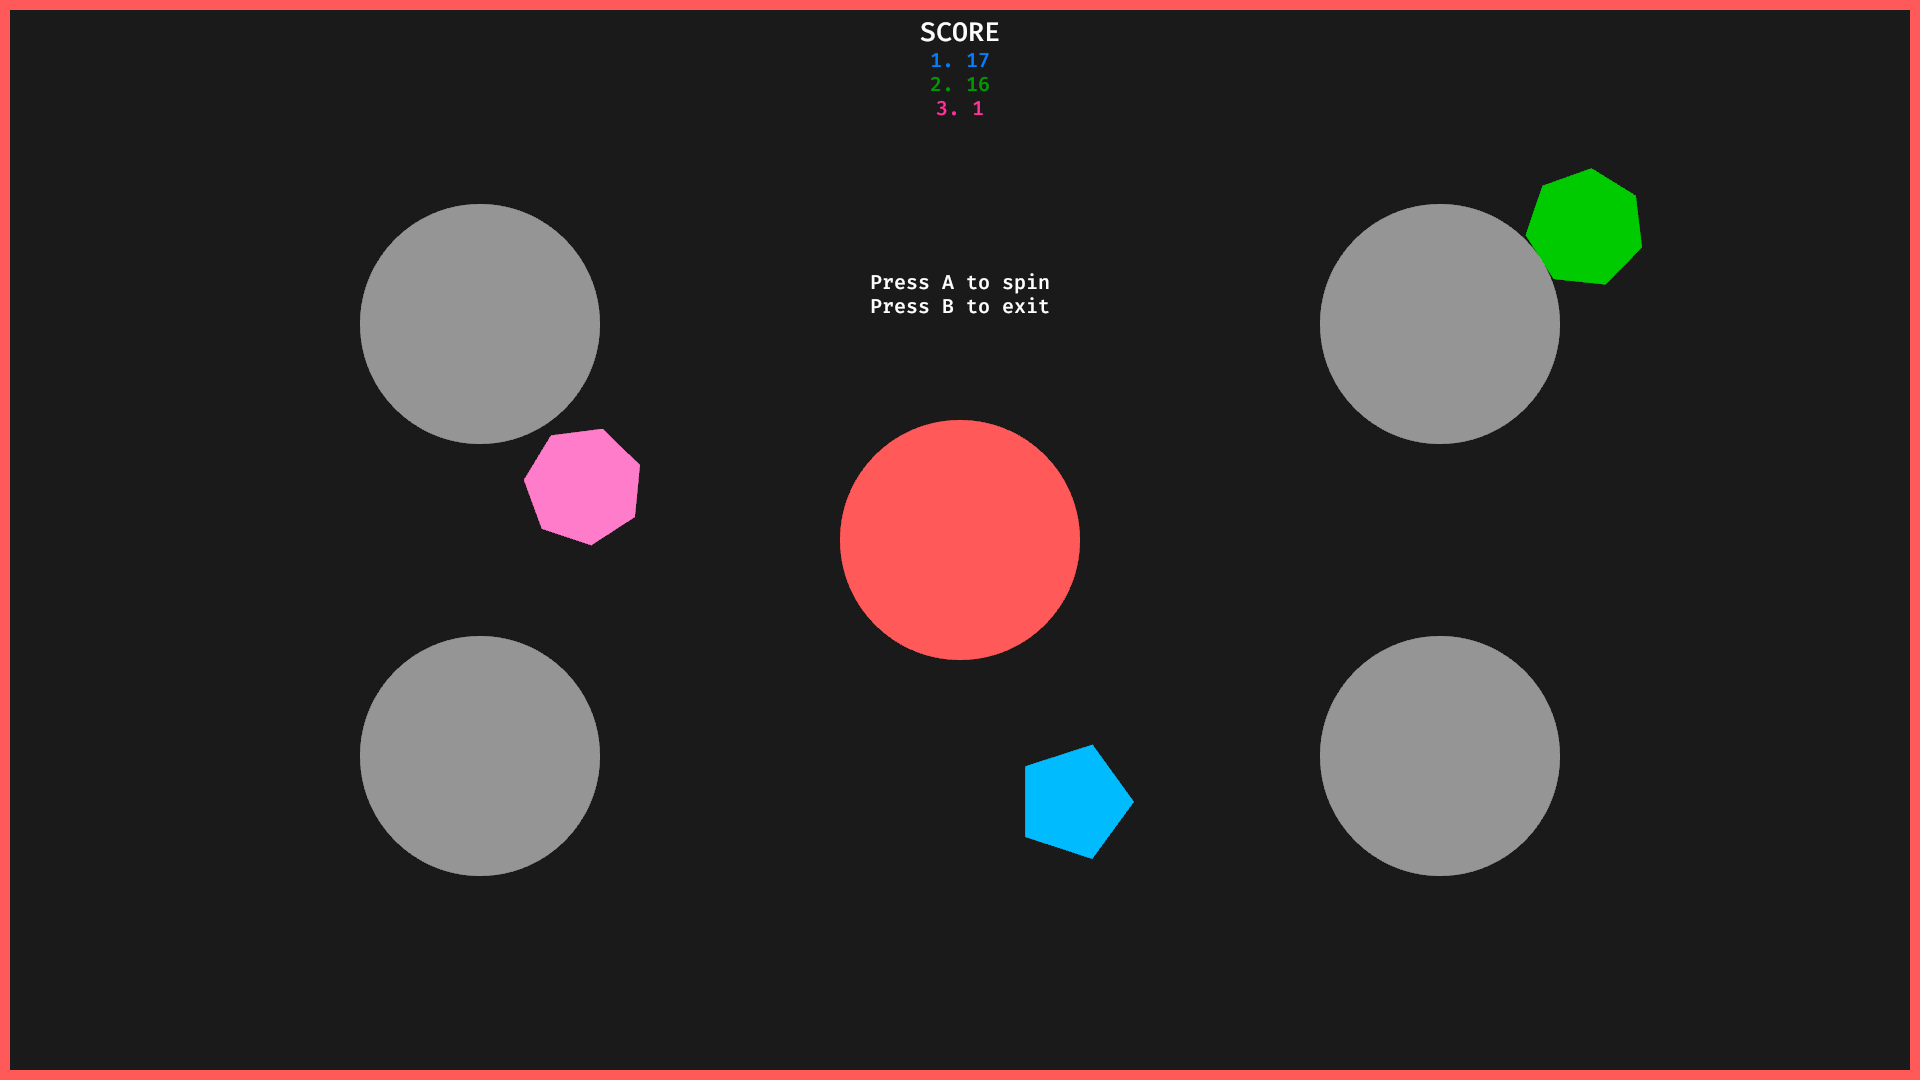 SCORE
1. 17
2. 16
3. 1
Press A to spin
Press B to exit